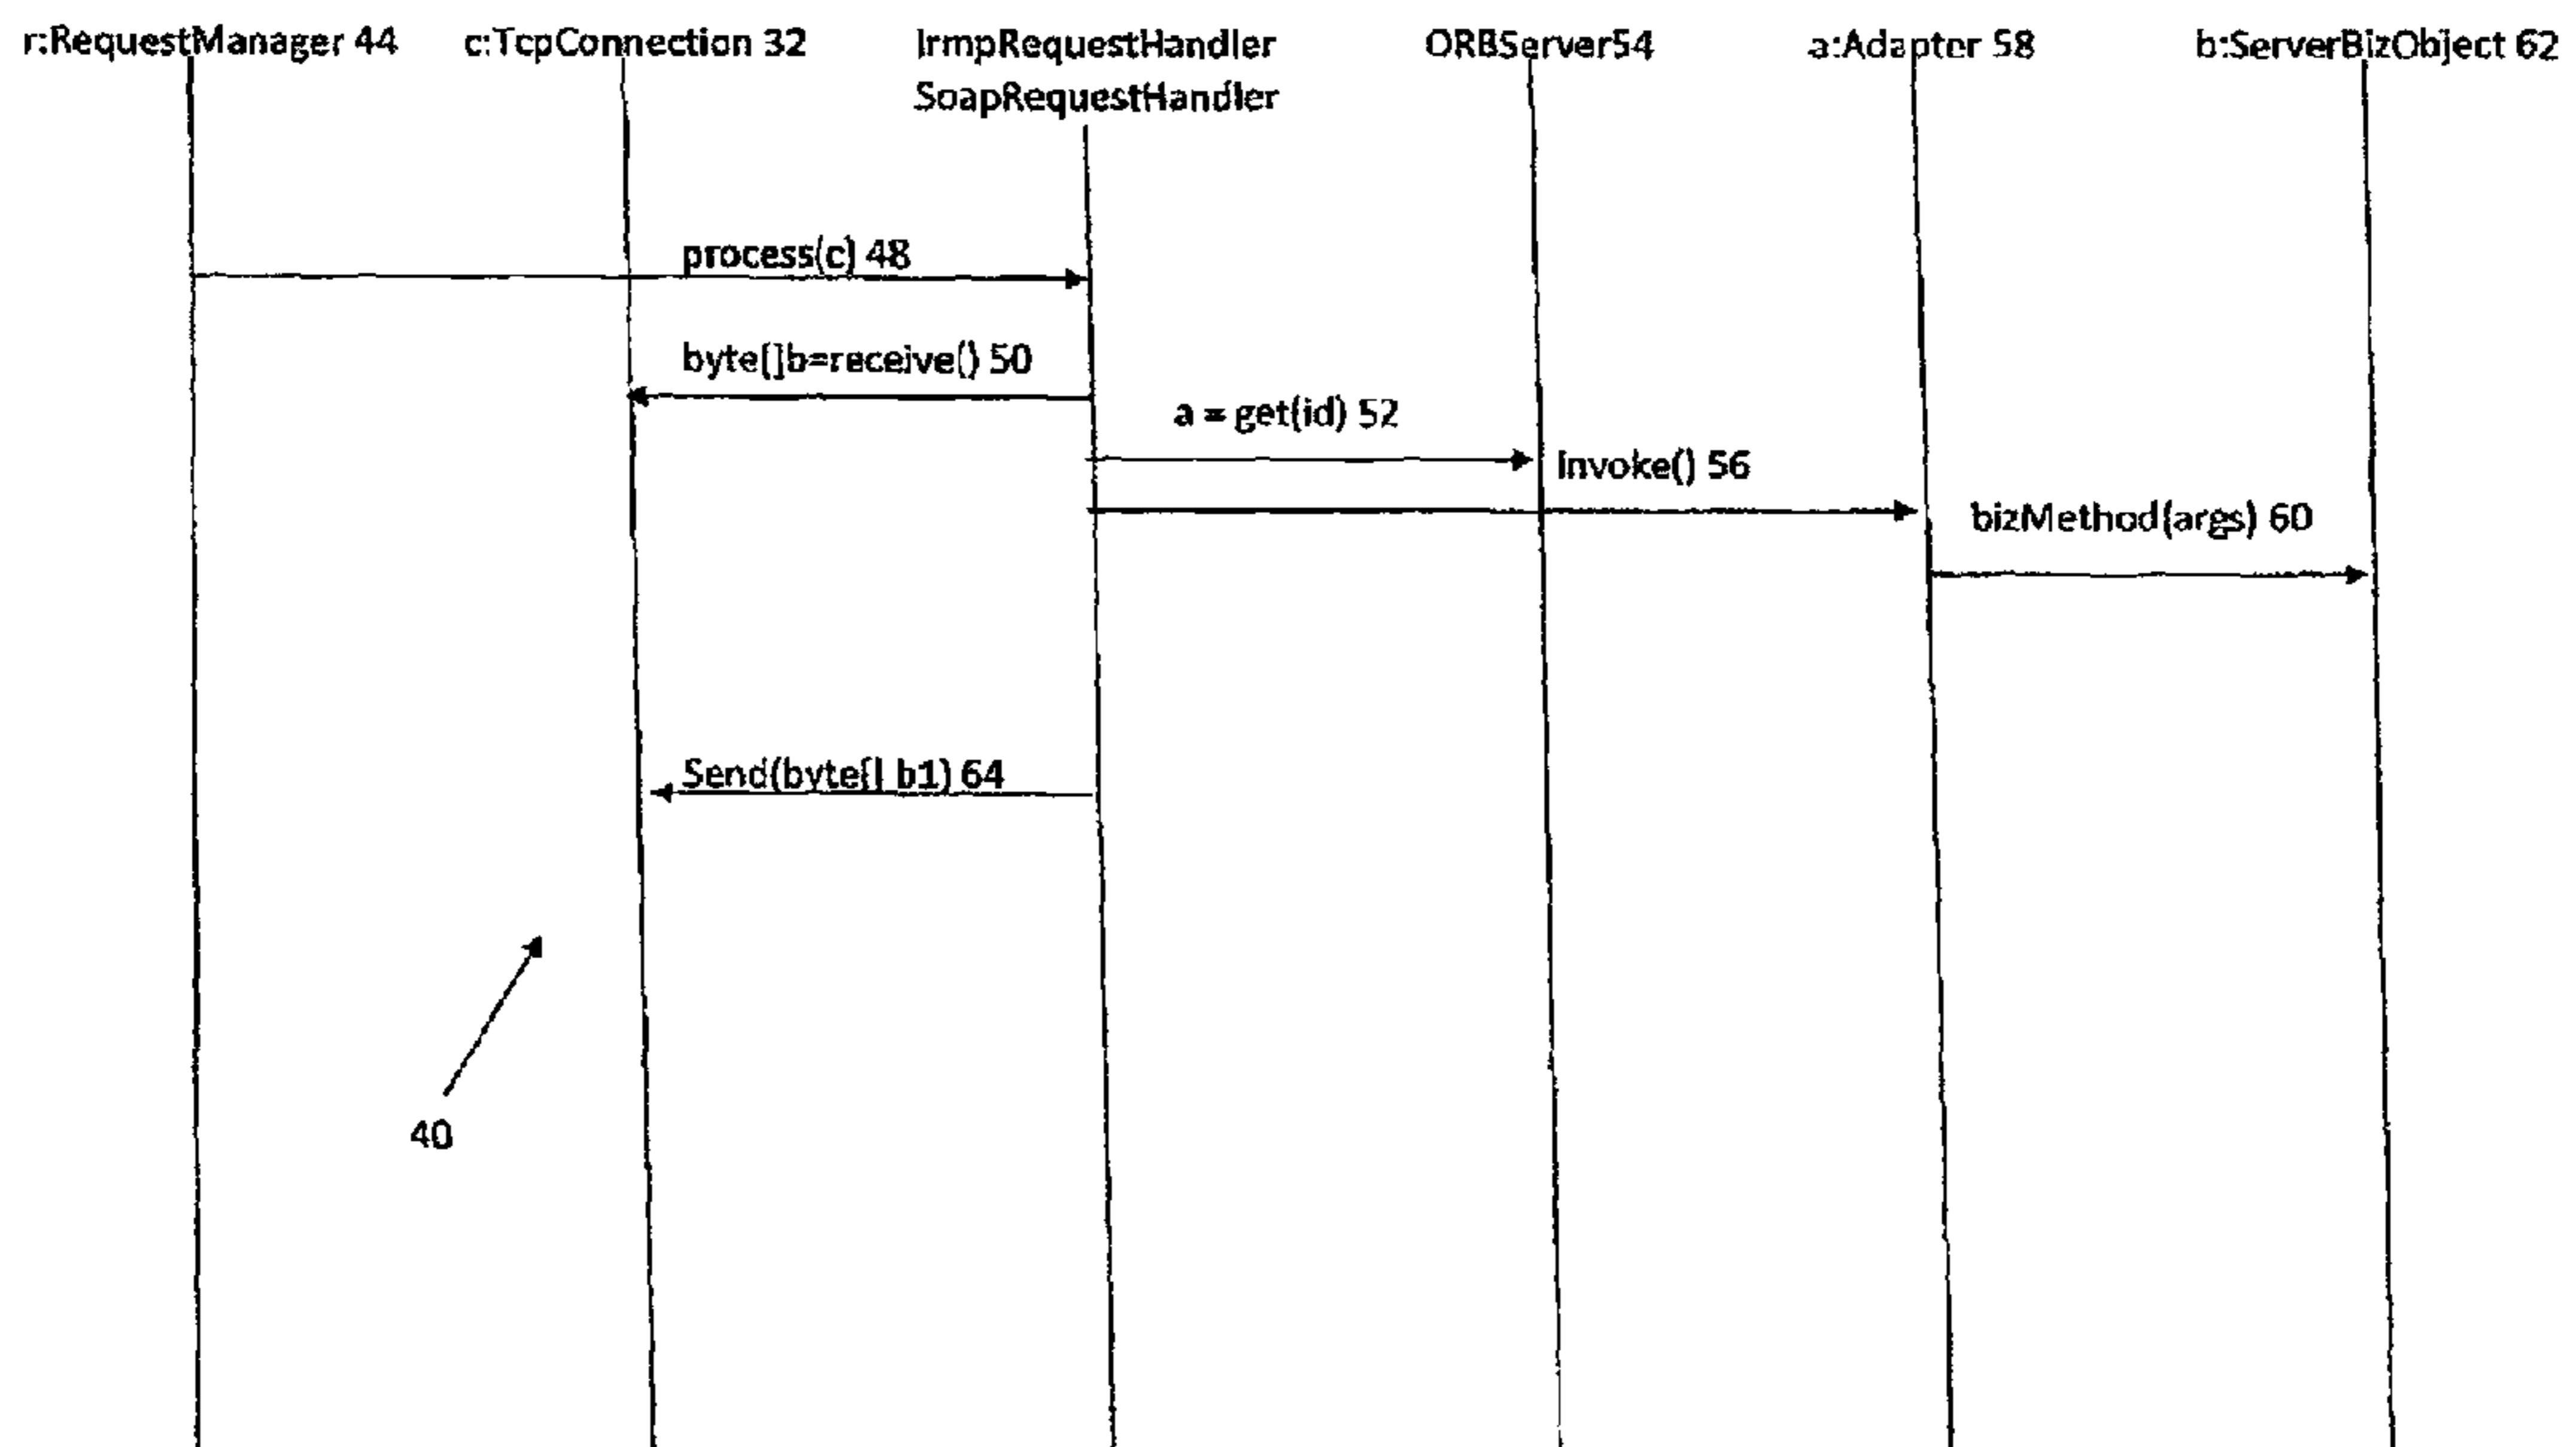 r:RequestManager 44 c:TcpConnection 32 IrmpRequestHandler ORBServer54 a:Adapter 58 b:ServerBizObject 62
SoapRequestHandler
process(c) 48
byte[]b=receive() 50
a = get(id) 52
Invoke() 56
bizMethod(args) 60
Send(byte[] b1) 64
40